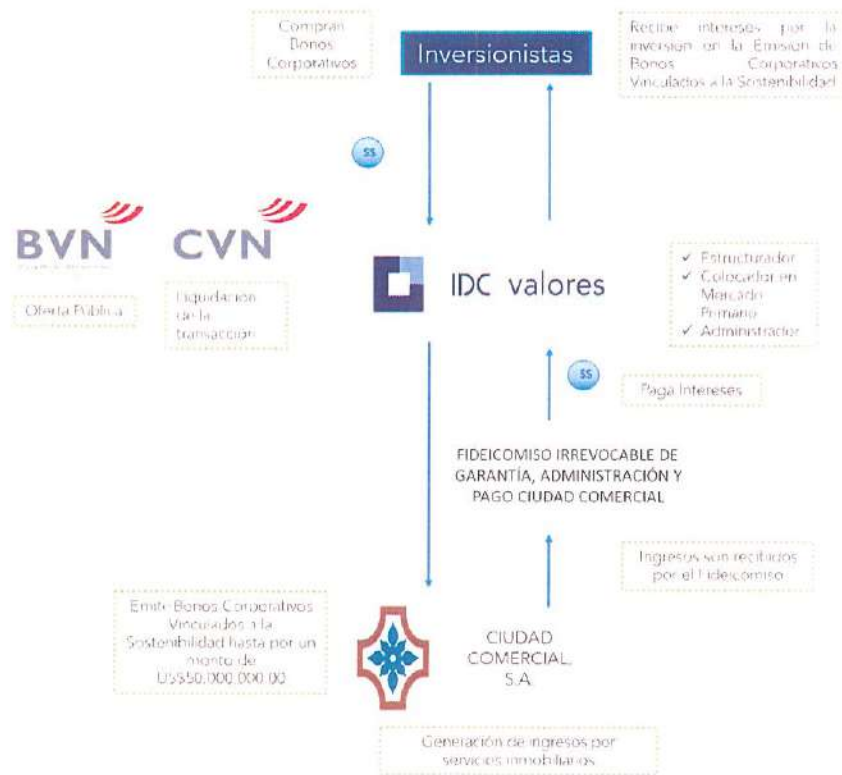 Compran
Bonos
Corporativos
Inversionistas
Recibe intereses por la
inversión en la Emisión de
Bonos Corporativos
Vinculados a la Sostenibilidad
$$
BVN
CVN
Oferta Pública
Liquidación
de la
transacción
IDC valores
✓ Estructurador
✓ Colocador en
Mercado
Primario
✓ Administrador
$$
Paga Intereses
FIDEICOMISO IRREVOCABLE DE
GARANTÍA, ADMINISTRACIÓN Y
PAGO CIUDAD COMERCIAL
Ingresos son recibidos
por el Fideicomiso
Emite Bonos Corporativos
Vinculados a la
Sostenibilidad hasta por un
monto de
US$50,000,000.00
CIUDAD
COMERCIAL,
S.A
Generación de ingresos por
servicios inmobiliarios